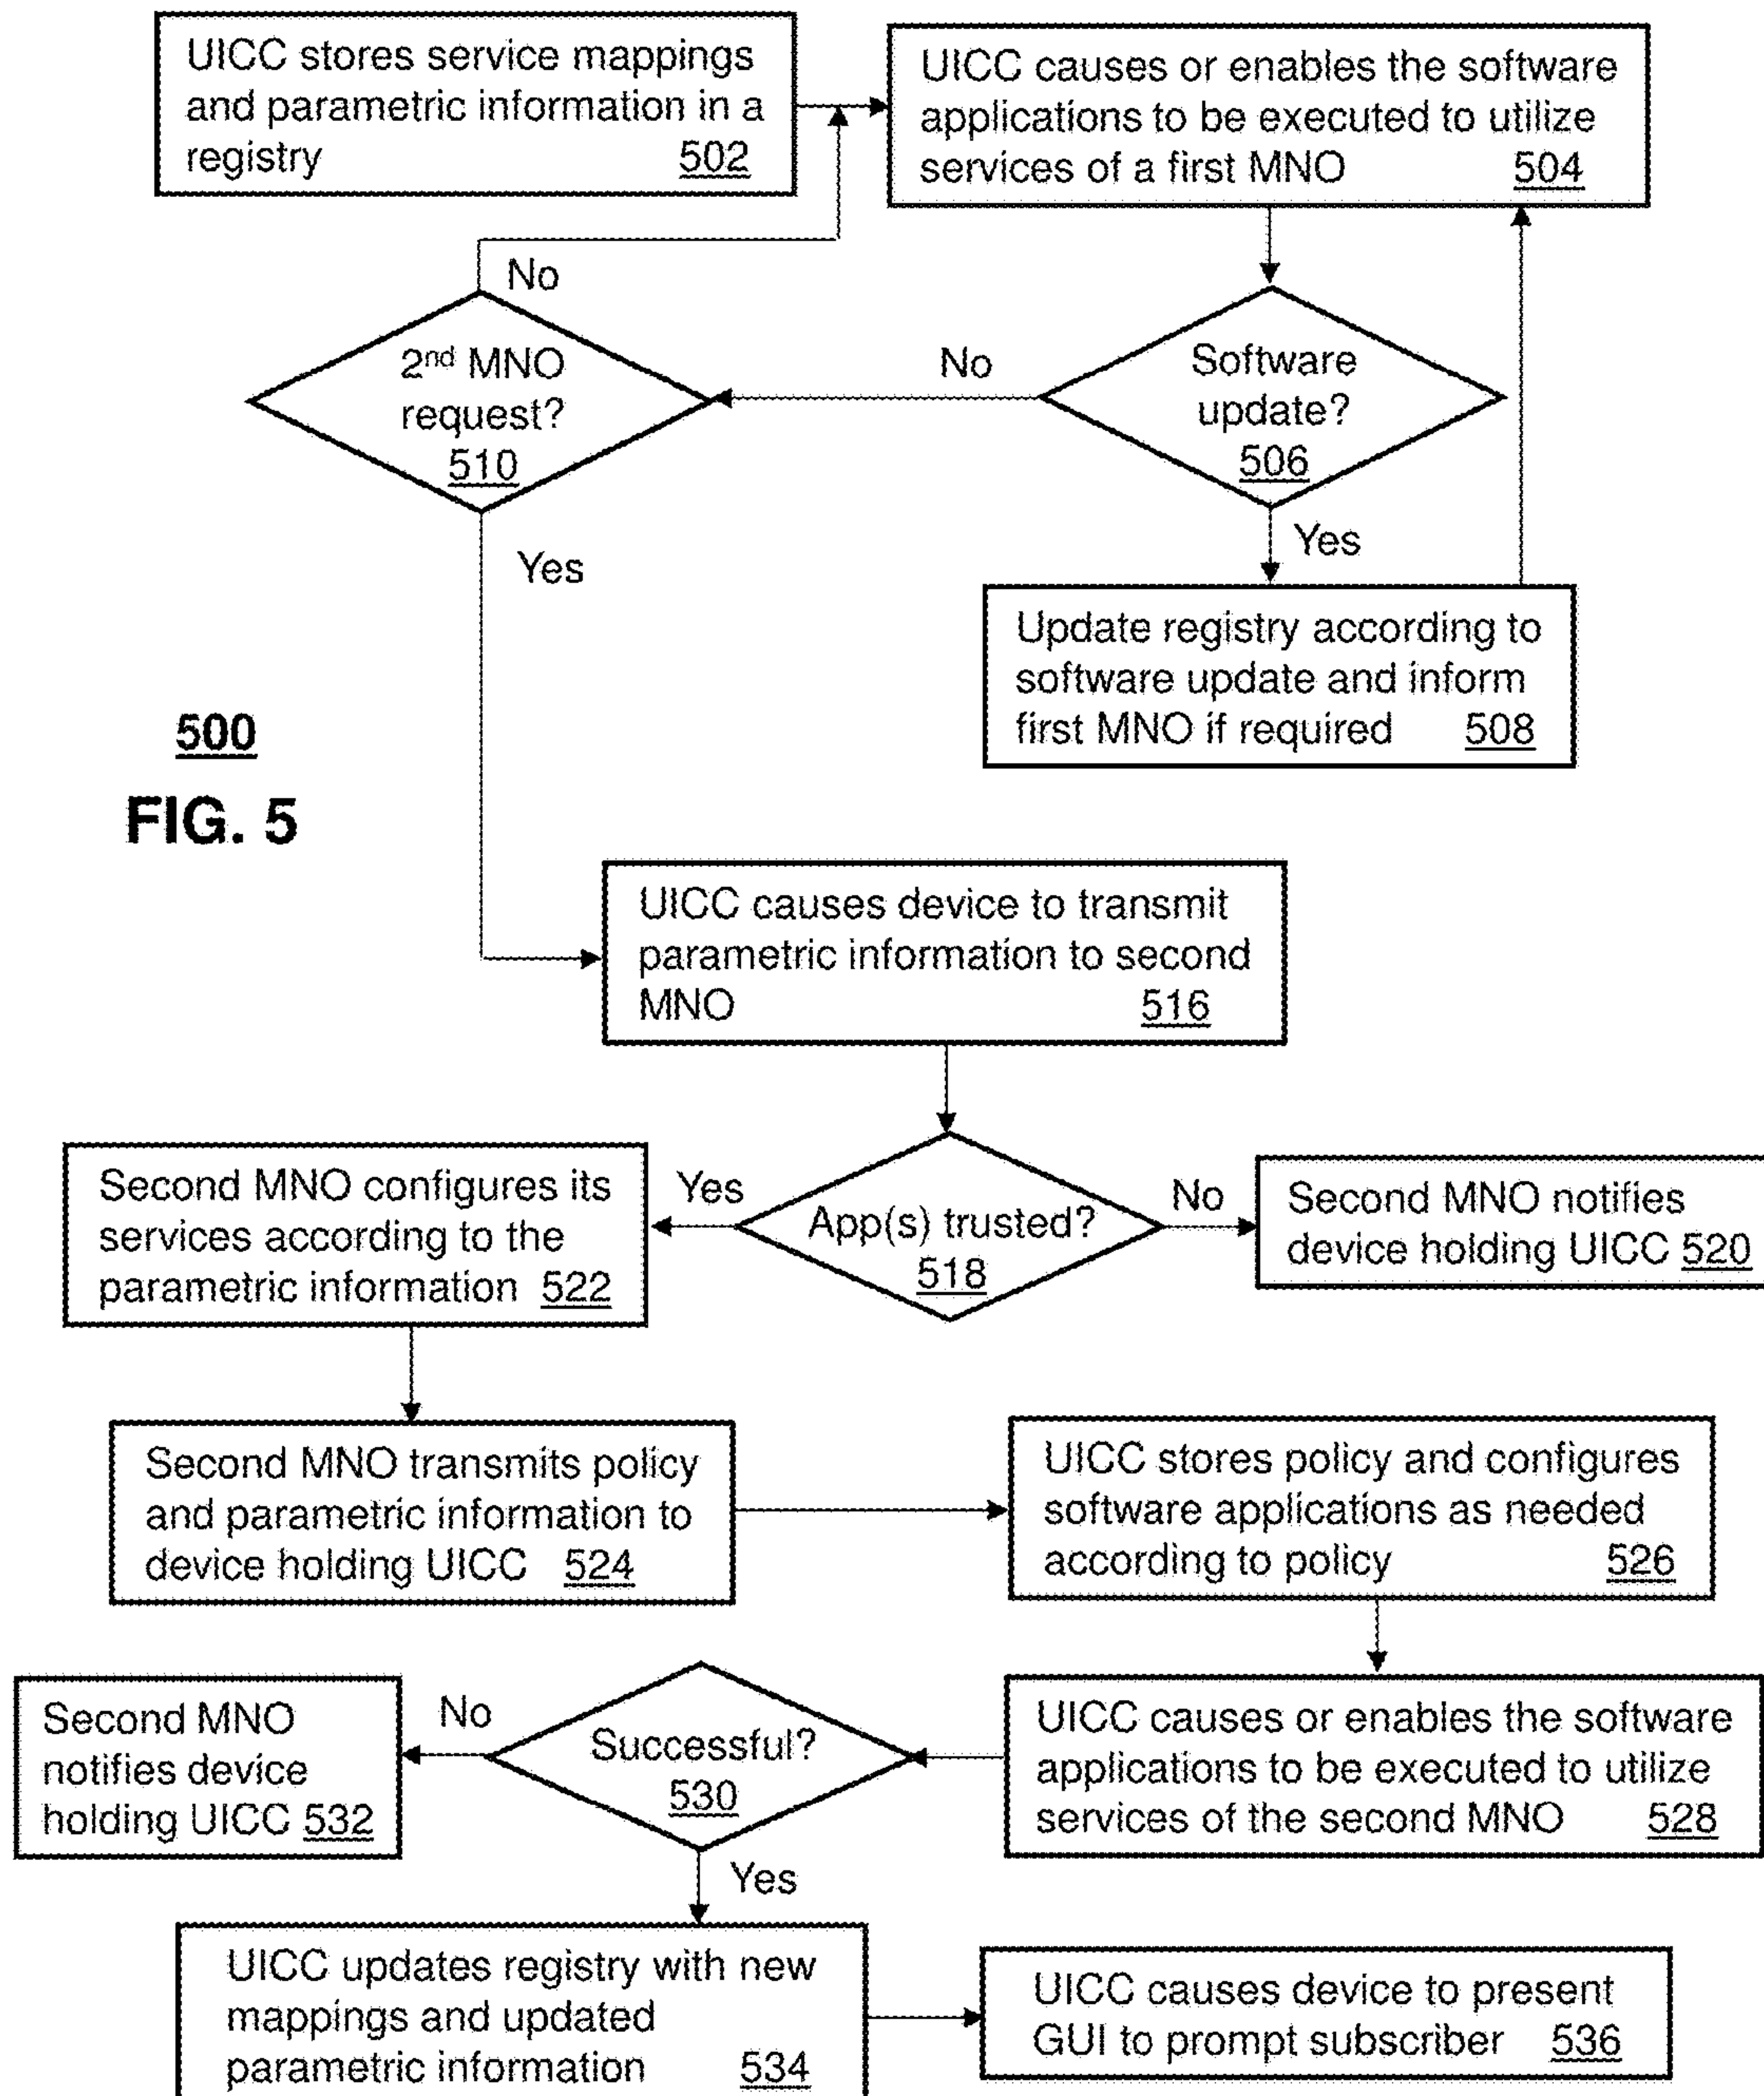 UICC stores service mappings
and parametric information in a
registry 502
UICC causes or enables the software
applications to be executed to utilize
services of a first MNO 504
No
2nd MNO
request?
510
No
Software
update?
506
Yes
Yes
Update registry according to
software update and inform
first MNO if required 508
500
FIG. 5
UICC causes device to transmit
parametric information to second
MNO 516
Second MNO configures its
services according to the
parametric information 522
Yes
App(s) trusted?
518
No
Second MNO notifies
device holding UICC 520
Second MNO transmits policy
and parametric information to
device holding UICC 524
UICC stores policy and configures
software applications as needed
according to policy 526
Second MNO
notifies device
holding UICC 532
No
Successful?
530
UICC causes or enables the software
applications to be executed to utilize
services of the second MNO 528
Yes
UICC updates registry with new
mappings and updated
parametric information 534
UICC causes device to present
GUI to prompt subscriber 536